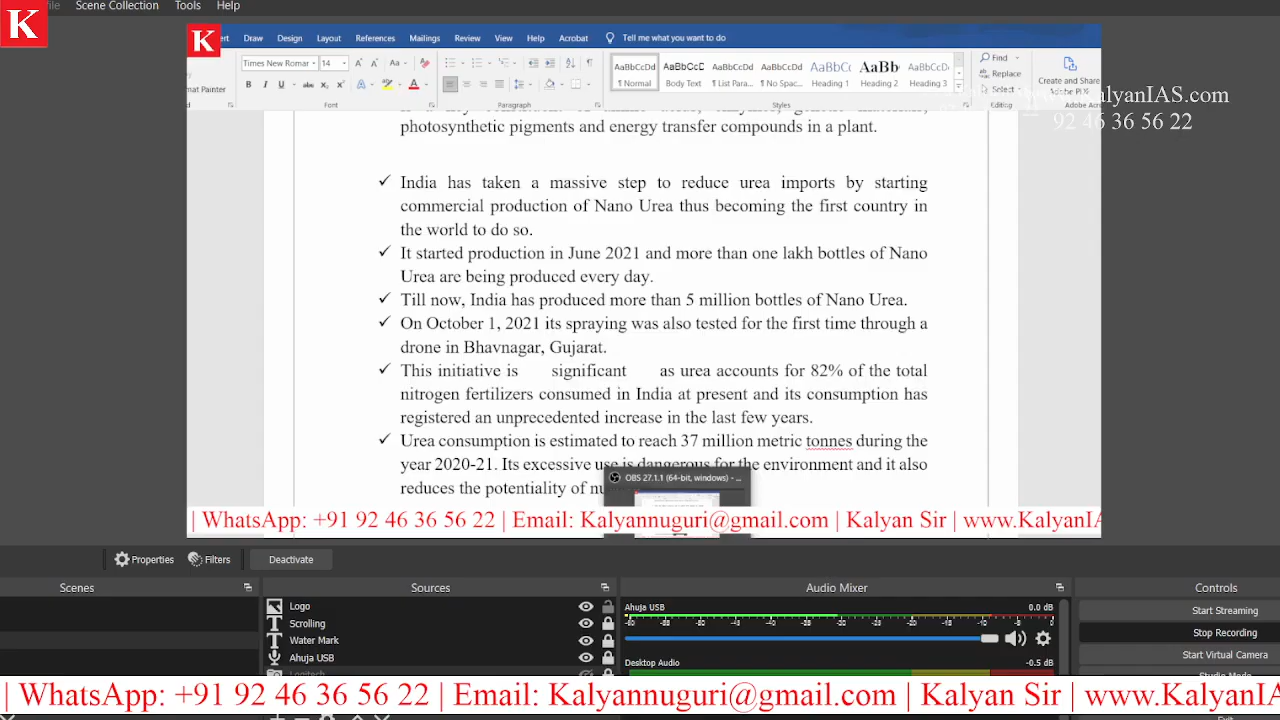 K
File
Scene Collection
Tools
Help
K
Draw
Design
Layout
References
Mailings
Review
View
Help
Acrobat
Tell me what you want to do
Times New Roman
14
AaBbCcDd
AaBbCcD
AaBbCcDd
AaBbCcDd
AaBbC
AaBb
AaBbCcD
¶ Normal
Body Text
¶ List Para...
¶ No Spac...
Heading 1
Heading 2
Heading 3
Find
Replace
Select
Create and Share
Adobe PDF
Font
Paragraph
Styles
Editing
www.KalyanIAS.com
92 46 36 56 22
photosynthetic pigments and energy transfer compounds in a plant.
✓ India has taken a massive step to reduce urea imports by starting
commercial production of Nano Urea thus becoming the first country in
the world to do so.
✓ It started production in June 2021 and more than one lakh bottles of Nano
Urea are being produced every day.
✓ Till now, India has produced more than 5 million bottles of Nano Urea.
✓ On October 1, 2021 its spraying was also tested for the first time through a
drone in Bhavnagar, Gujarat.
✓ This initiative is significant as urea accounts for 82% of the total
nitrogen fertilizers consumed in India at present and its consumption has
registered an unprecedented increase in the last few years.
✓ Urea consumption is estimated to reach 37 million metric tonnes during the
year 2020-21. Its excessive use is dangerous for the environment and it also
reduces the potentiality of
OBS 27.1.1 (64-bit, windows) - ...
| WhatsApp: +91 92 46 36 56 22 | Email: Kalyannuguri@gmail.com | Kalyan Sir | www.KalyanIA
Properties
Filters
Deactivate
Scenes
Sources
Audio Mixer
Controls
Logo
Scrolling
Water Mark
Ahuja USB
Logitech
Ahuja USB
0.0 dB
Desktop Audio
-0.5 dB
Start Streaming
Stop Recording
Start Virtual Camera
| WhatsApp: +91 92 46 36 56 22 | Email: Kalyannuguri@gmail.com | Kalyan Sir | www.KalyanIA